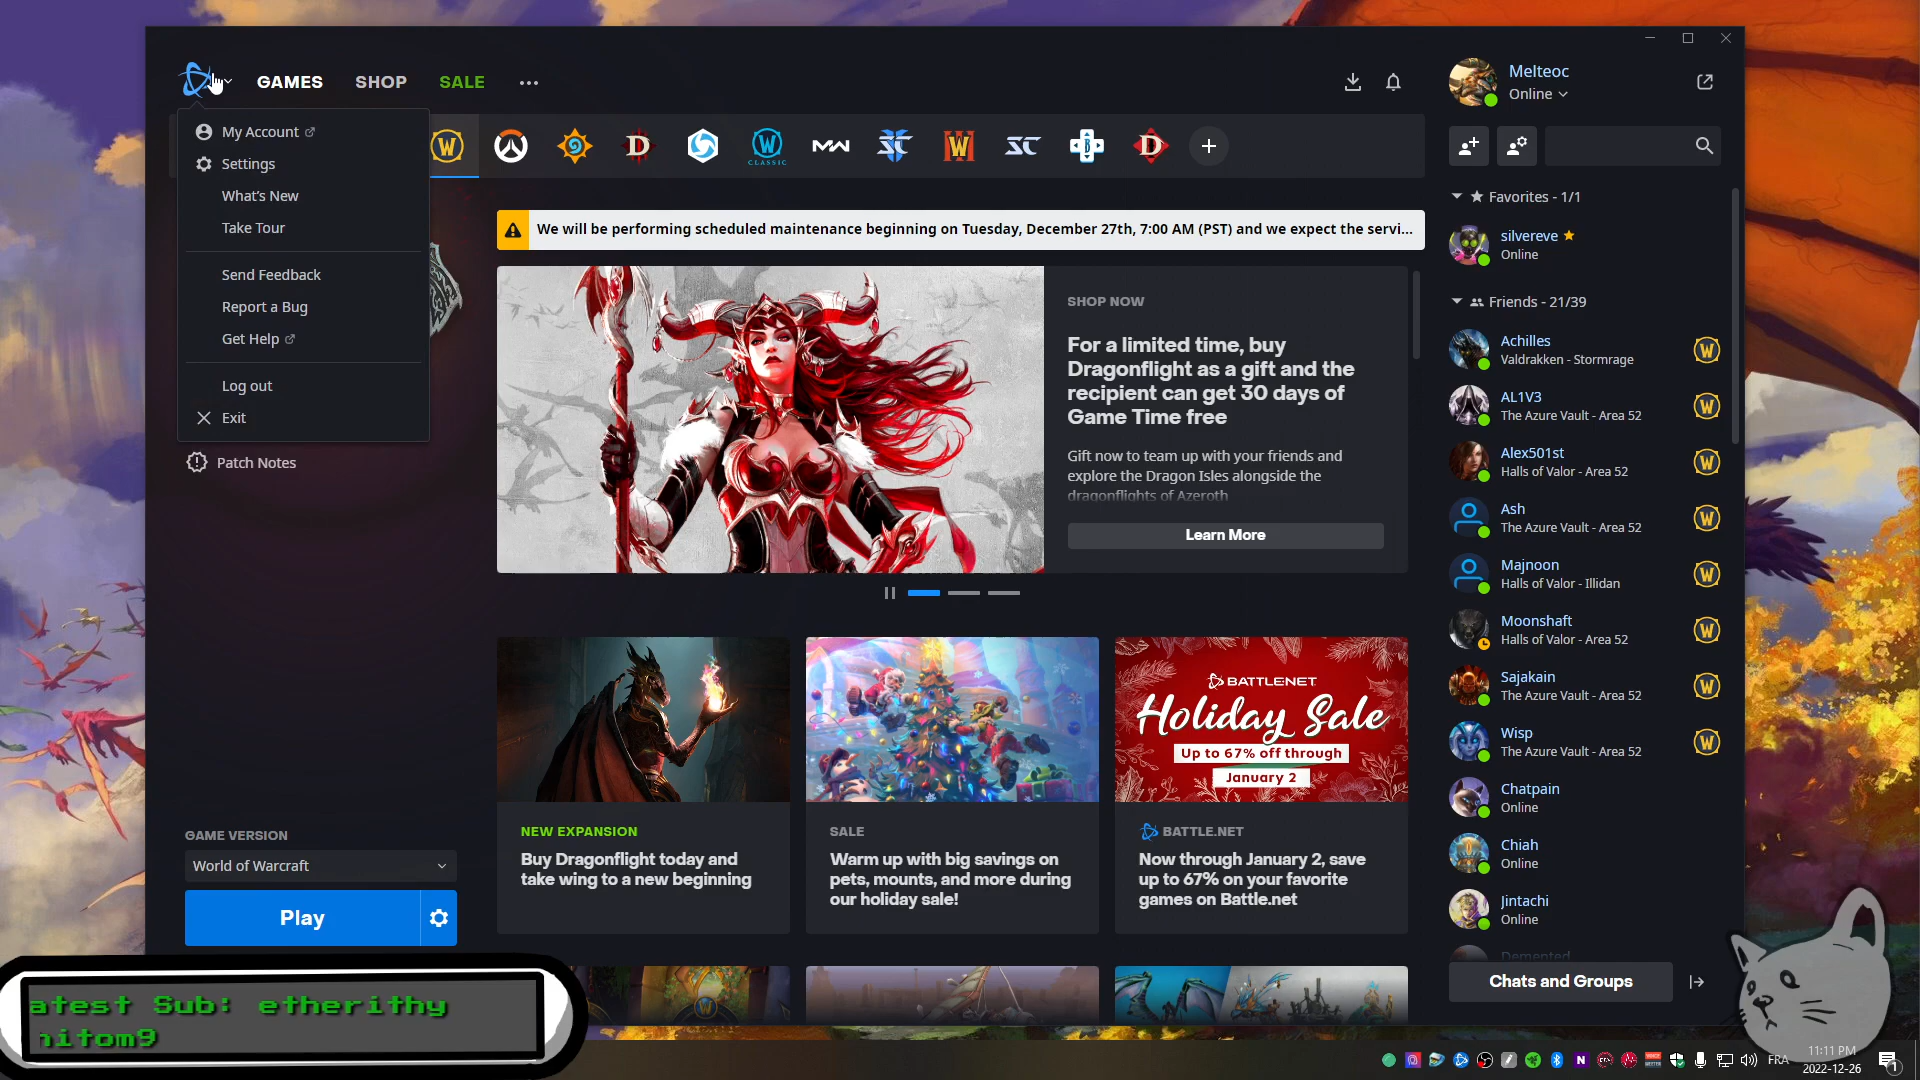 GAMES
SHOP
SALE
My Account
Settings
What's New
Take Tour
Send Feedback
Report a Bug
Get Help
Log out
Exit
Patch Notes
CLASSIC
We will be performing scheduled maintenance beginning on Tuesday, December 27th, 7:00 AM (PST) and we expect the servi...
SHOP NOW
For a limited time, buy
Dragonflight as a gift and the
recipient can get 30 days of
Game Time free
Gift now to team up with your friends and
explore the Dragon Isles alongside the
dragonflights of Azeroth
Learn More
BATTLE.NET
Holiday Sale
Up to 67% off through
January 2
NEW EXPANSION
Buy Dragonflight today and
take wing to a new beginning
SALE
Warm up with big savings on
pets, mounts, and more during
our holiday sale!
BATTLE.NET
Now through January 2, save
up to 67% on your favorite
games on Battle.net
GAME VERSION
World of Warcraft
Play
Melteoc
Online
Favorites - 1/1
silvereve
Online
Friends - 21/39
Achilles
Valdrakken - Stormrage
AL1V3
The Azure Vault - Area 52
Alex501st
Halls of Valor - Area 52
Ash
The Azure Vault - Area 52
Majnoon
Halls of Valor - Illidan
Moonshaft
Halls of Valor - Area 52
Sajakain
The Azure Vault - Area 52
Wisp
The Azure Vault - Area 52
Chatpain
Online
Chiah
Online
Jintachi
Online
Demented
Chats and Groups
atest Sub: etherithy
nitom9
FRA
11:11 PM
2022-12-26
1